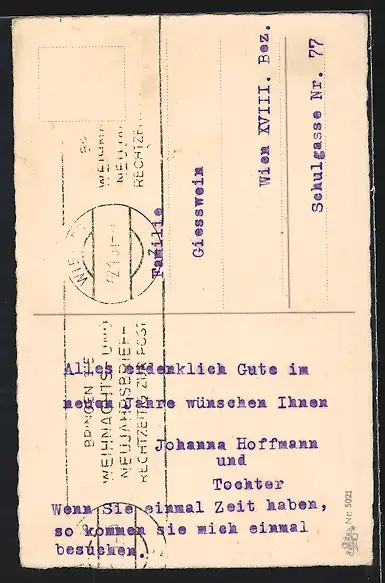 Familie
Giesswein
Wien XVIII. Bez.
Schulgasse Nr. 77
BRINGEN SIE
WEIHNACHTS- UND
NEUJAHRSBRIEF-
RECHTZEITIG ZUR POST
WIE
Alles erdenklich Gute im
neuen Jahre wünschen Ihnen
Johanna Hoffmann
und
Tochter
Wenn Sie einmal Zeit haben,
so kommen sie mich einmal
besuchen.
Nr. 5021